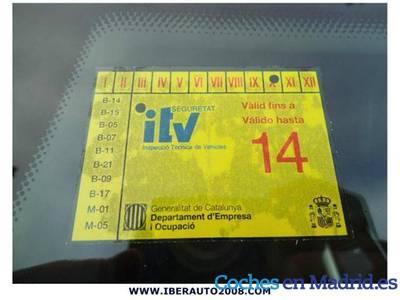 I II III IV V VI VII VIII IX X XI XII
B-14
B-15
B-05
B-07
B-11
B-21
B-09
B-17
M-01
M-05
SEGURETAT
itv
Inspecció Tècnica de Vehicles
Vàlid fins a
Válido hasta
14
Generalitat de Catalunya
Departament d'Empresa
i Ocupació
Coches en Madrid.es
WWW.IBERAUTO2008.COM